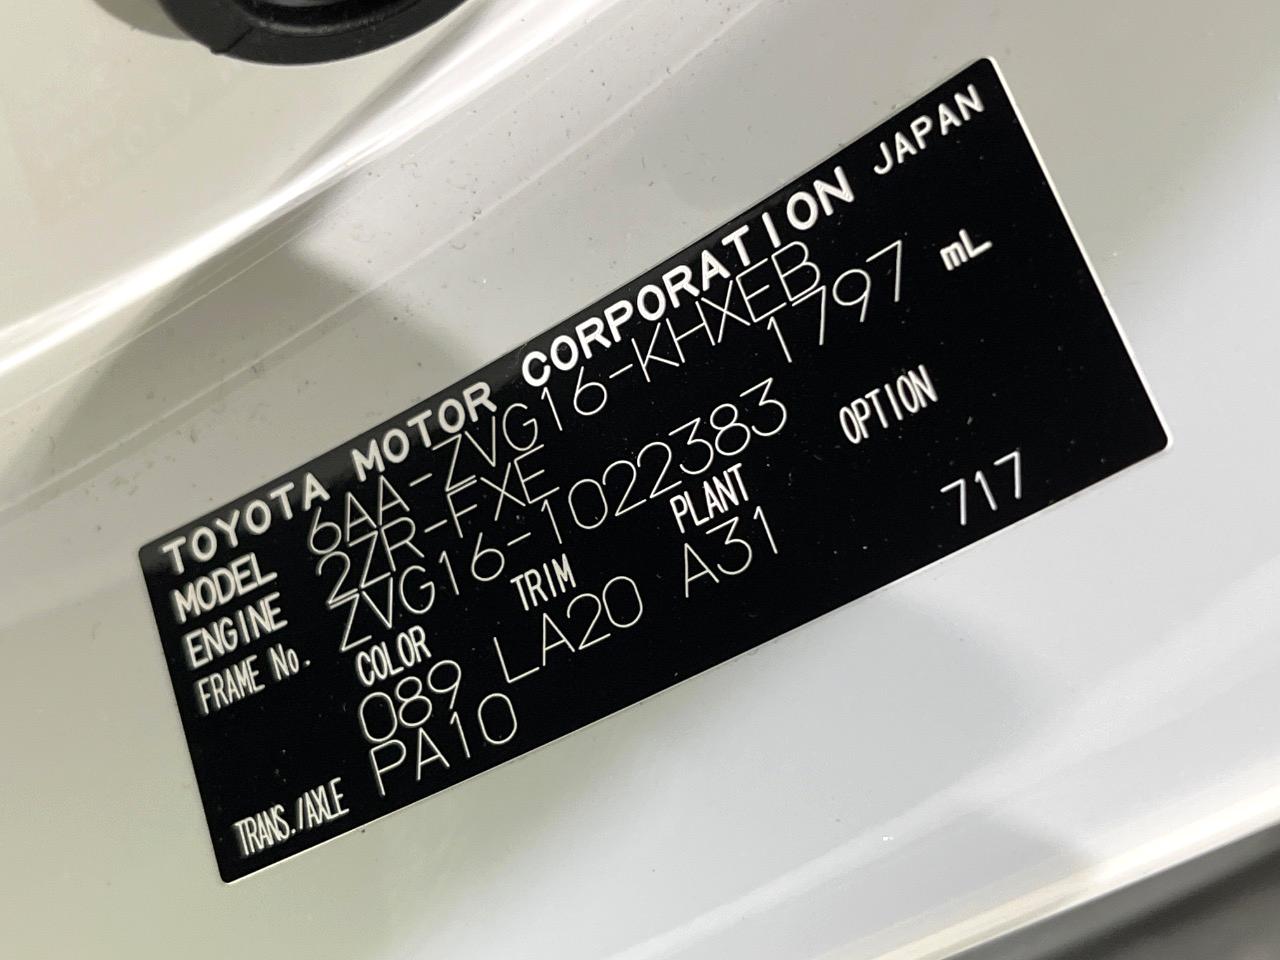 TOYOTA MOTOR CORPORATION JAPAN
MODEL 6AA-ZVG16-KHXEB
ENGINE 2ZR-FXE 1797 mL
FRAME No. ZVG16-1022383
COLOR TRIM PLANT OPTION
089 LA20 A31 717
TRANS./AXLE PA10